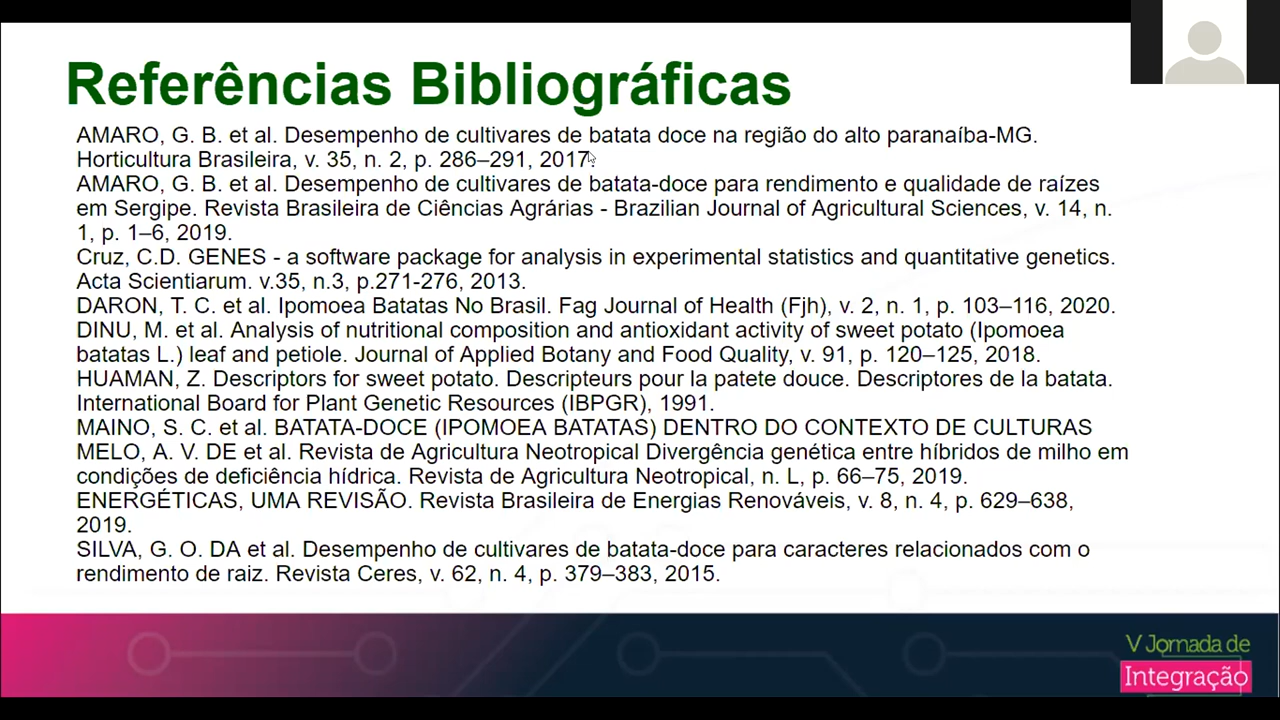 Referências Bibliográficas
AMARO, G. B. et al. Desempenho de cultivares de batata doce na região do alto paranaíba-MG.
Horticultura Brasileira, v. 35, n. 2, p. 286–291, 2017.
AMARO, G. B. et al. Desempenho de cultivares de batata-doce para rendimento e qualidade de raízes
em Sergipe. Revista Brasileira de Ciências Agrárias - Brazilian Journal of Agricultural Sciences, v. 14, n.
1, p. 1–6, 2019.
Cruz, C.D. GENES - a software package for analysis in experimental statistics and quantitative genetics.
Acta Scientiarum. v.35, n.3, p.271-276, 2013.
DARON, T. C. et al. Ipomoea Batatas No Brasil. Fag Journal of Health (Fjh), v. 2, n. 1, p. 103–116, 2020.
DINU, M. et al. Analysis of nutritional composition and antioxidant activity of sweet potato (Ipomoea
batatas L.) leaf and petiole. Journal of Applied Botany and Food Quality, v. 91, p. 120–125, 2018.
HUAMAN, Z. Descriptors for sweet potato. Descripteurs pour la patete douce. Descriptores de la batata.
International Board for Plant Genetic Resources (IBPGR), 1991.
MAINO, S. C. et al. BATATA-DOCE (IPOMOEA BATATAS) DENTRO DO CONTEXTO DE CULTURAS
MELO, A. V. DE et al. Revista de Agricultura Neotropical Divergência genética entre híbridos de milho em
condições de deficiência hídrica. Revista de Agricultura Neotropical, n. L, p. 66–75, 2019.
ENERGÉTICAS, UMA REVISÃO. Revista Brasileira de Energias Renováveis, v. 8, n. 4, p. 629–638,
2019.
SILVA, G. O. DA et al. Desempenho de cultivares de batata-doce para caracteres relacionados com o
rendimento de raiz. Revista Ceres, v. 62, n. 4, p. 379–383, 2015.
V Jornada de
Integração